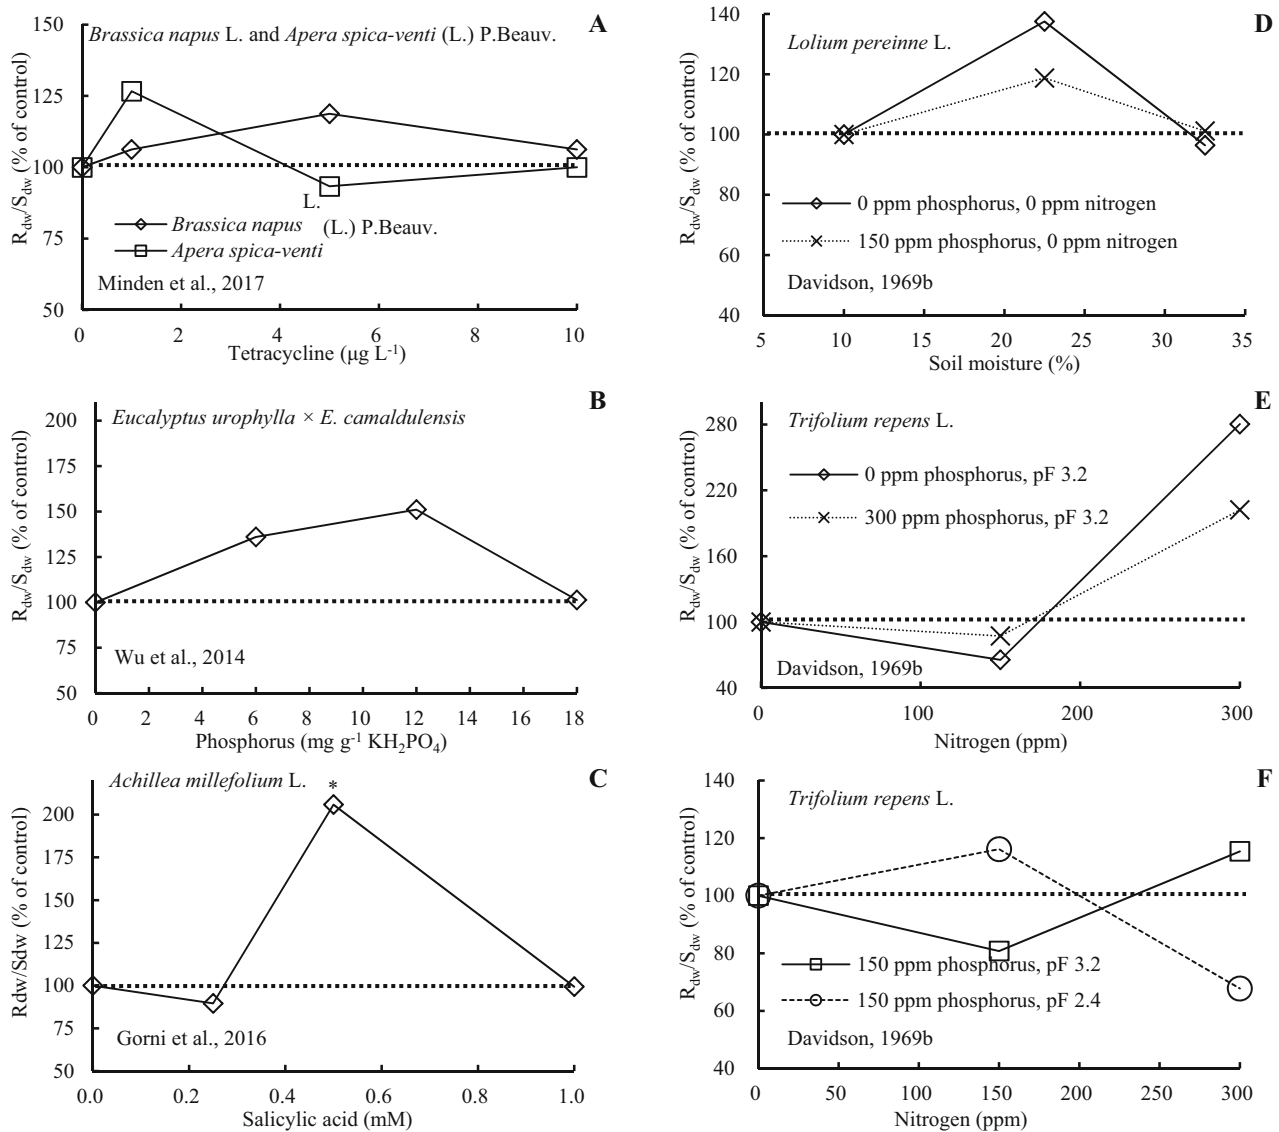 A
Brassica napus L. and Apera spica-venti (L.) P.Beauv.
R_dw/S_dw (% of control)
150
125
100
75
50
L.
Brassica napus (L.) P.Beauv.
Apera spica-venti
Minden et al., 2017
0 2 4 6 8 10
Tetracycline (µg L⁻¹)
B
Eucalyptus urophylla × E. camaldulensis
R_dw/S_dw (% of control)
200
175
150
125
100
75
50
Wu et al., 2014
0 2 4 6 8 10 12 14 16 18
Phosphorus (mg g⁻¹ KH₂PO₄)
C
Achillea millefolium L.
*
Rdw/Sdw (% of control)
200
175
150
125
100
75
50
Gorni et al., 2016
0.0 0.2 0.4 0.6 0.8 1.0
Salicylic acid (mM)
D
Lolium pereinne L.
R_dw/S_dw (% of control)
140
120
100
80
60
40
0 ppm phosphorus, 0 ppm nitrogen
150 ppm phosphorus, 0 ppm nitrogen
Davidson, 1969b
5 10 15 20 25 30 35
Soil moisture (%)
E
Trifolium repens L.
R_dw/S_dw (% of control)
280
220
160
100
40
0 ppm phosphorus, pF 3.2
300 ppm phosphorus, pF 3.2
Davidson, 1969b
0 100 200 300
Nitrogen (ppm)
F
Trifolium repens L.
R_dw/S_dw (% of control)
140
120
100
80
60
40
150 ppm phosphorus, pF 3.2
150 ppm phosphorus, pF 2.4
Davidson, 1969b
0 50 100 150 200 250 300
Nitrogen (ppm)